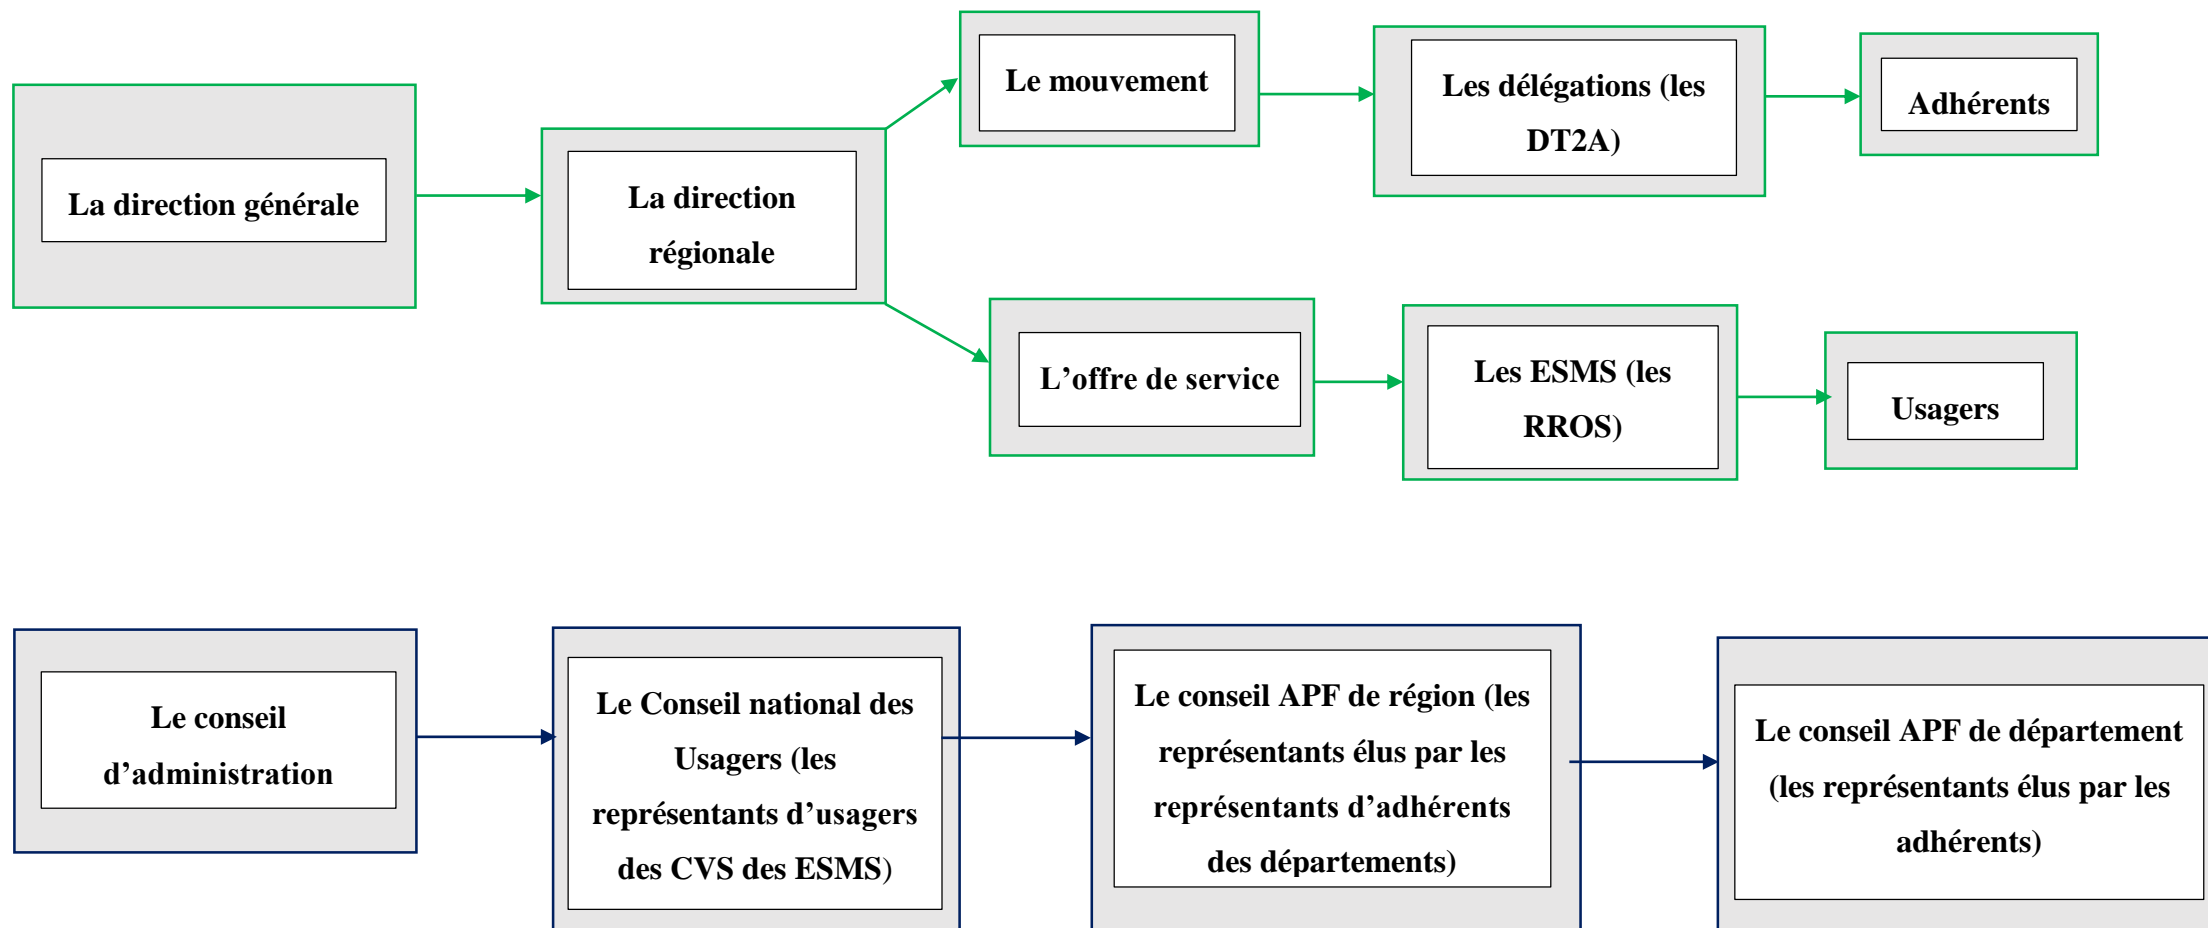 Le mouvement
Les délégations (les
DT2A)
Adhérents
La direction générale
La direction
régionale
L’offre de service
Les ESMS (les
RROS)
Usagers
Le conseil
d’administration
Le Conseil national des
Usagers (les
représentants d’usagers
des CVS des ESMS)
Le conseil APF de région (les
représentants élus par les
représentants d’adhérents
des départements)
Le conseil APF de département
(les représentants élus par les
adhérents)